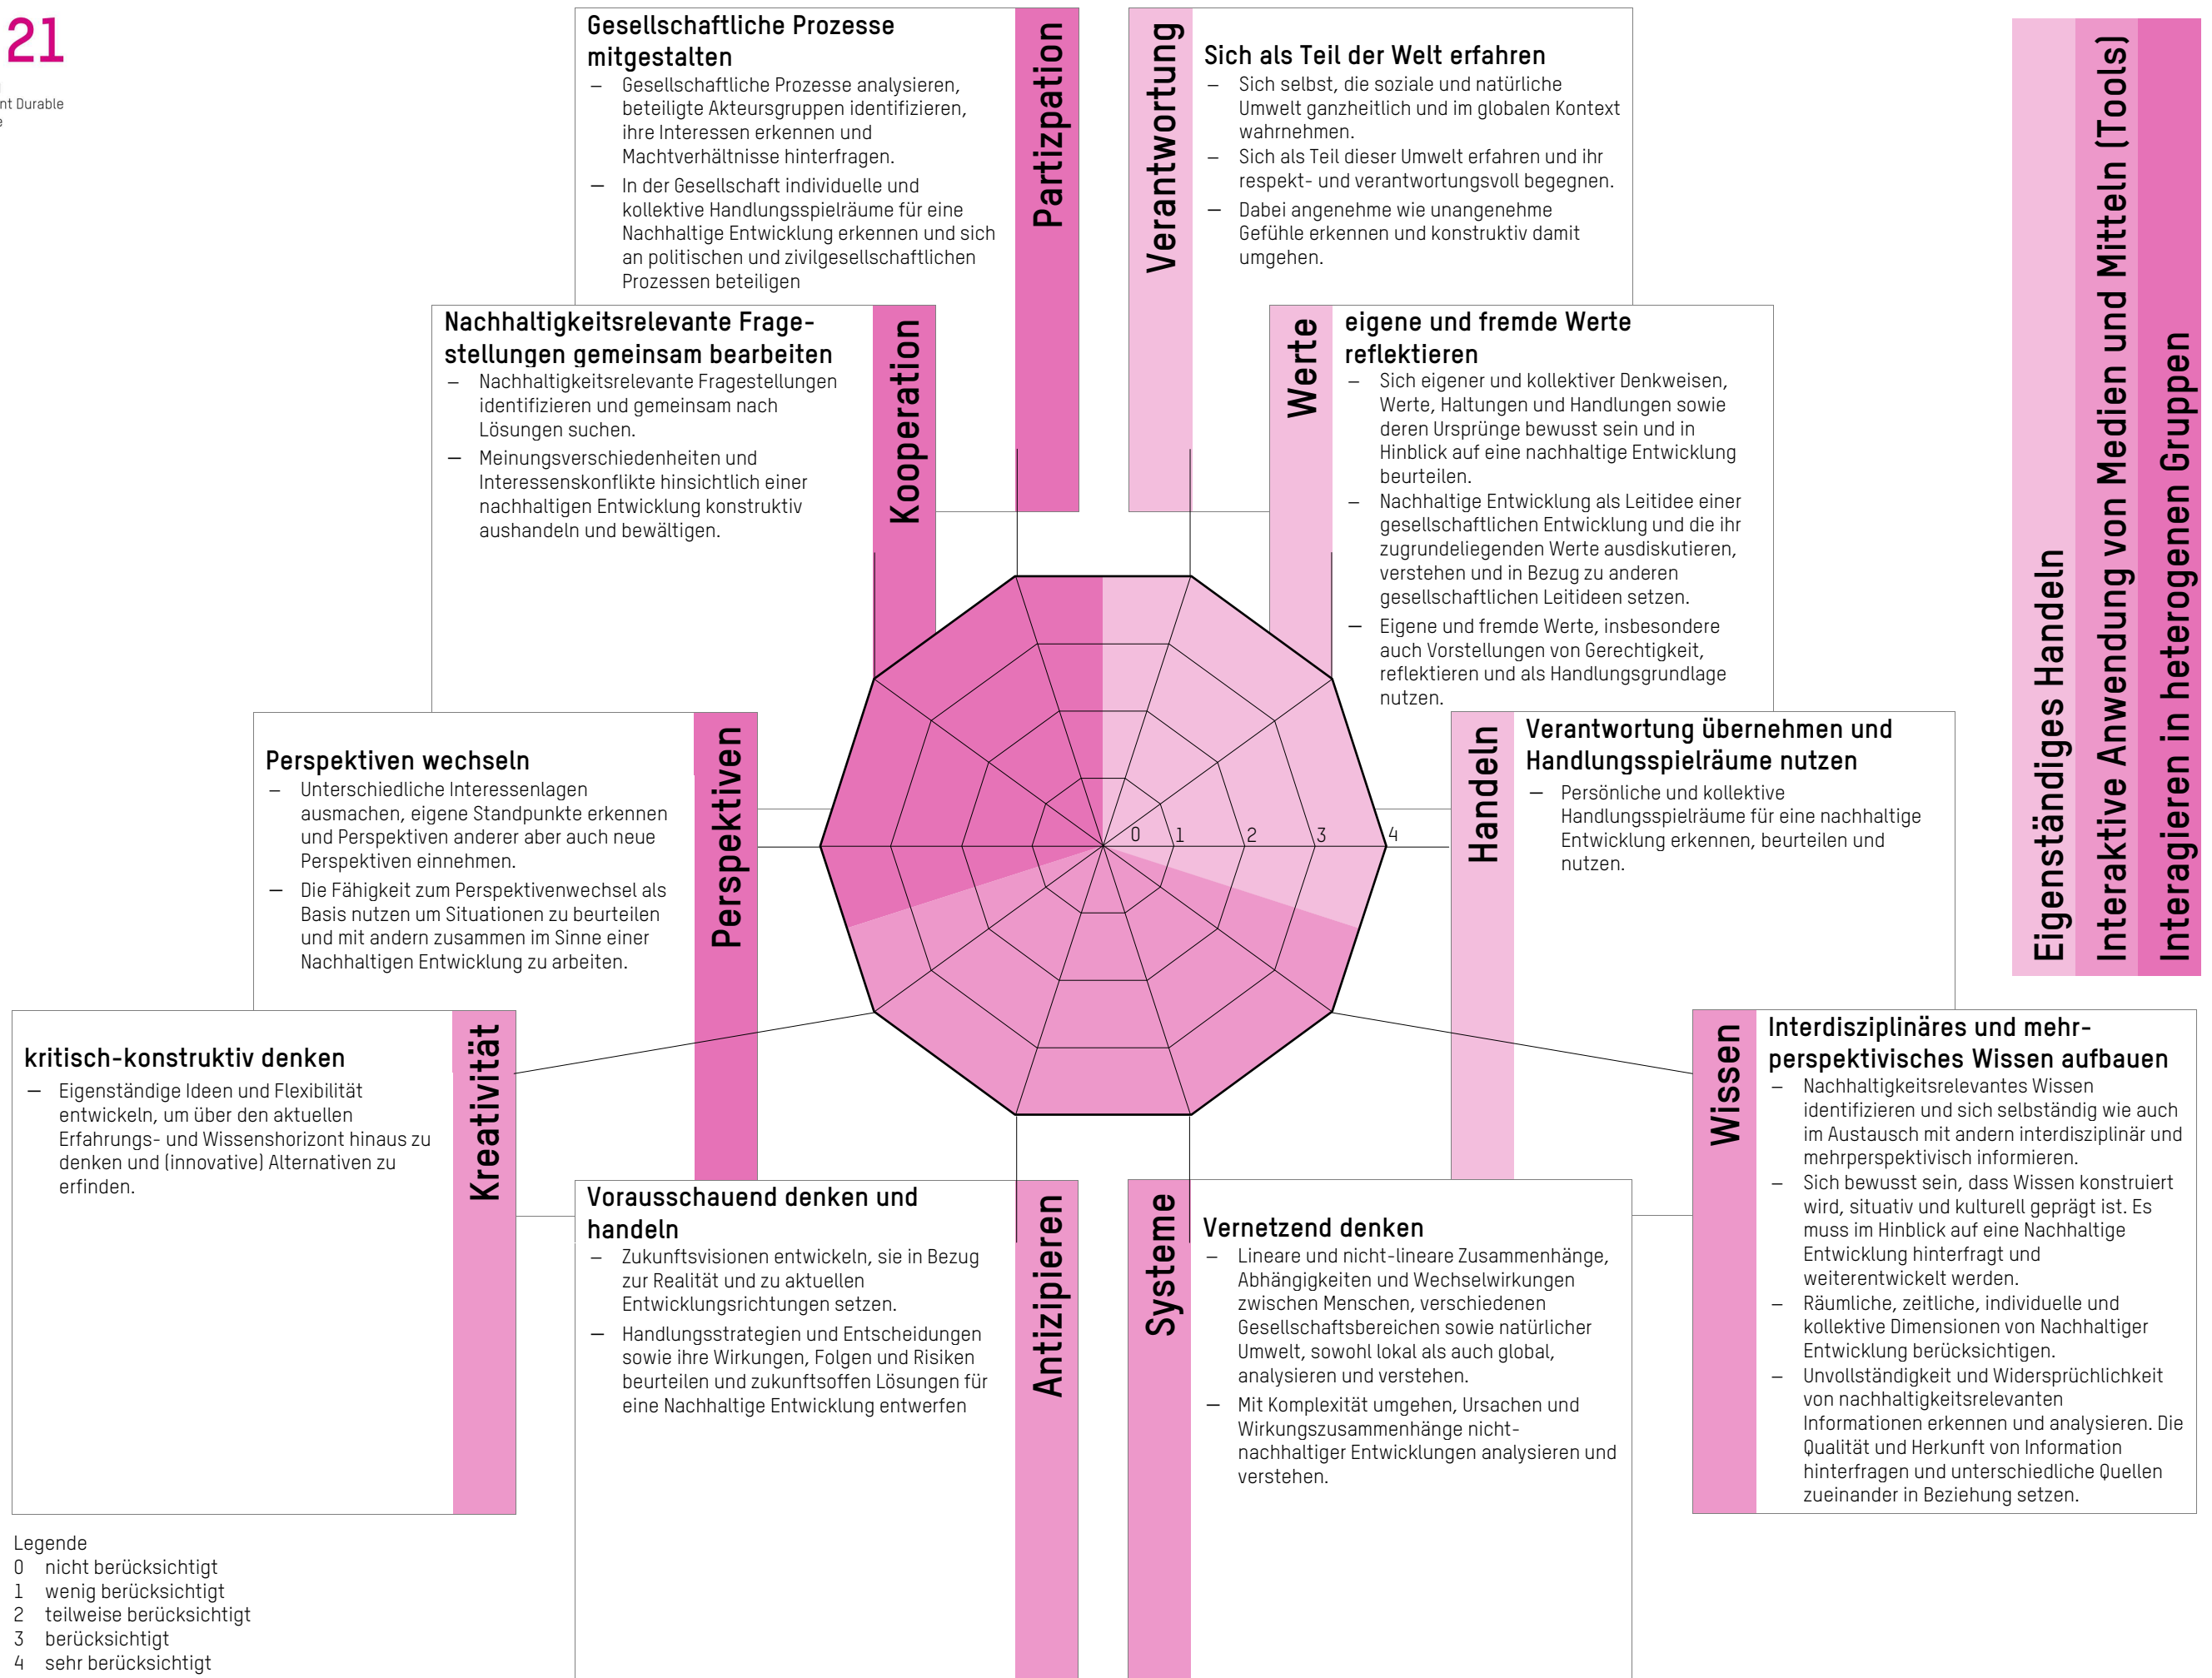 21
nt Durable
e
Gesellschaftliche Prozesse
mitgestalten
– Gesellschaftliche Prozesse analysieren,
beteiligte Akteursgruppen identifizieren,
ihre Interessen erkennen und
Machtverhältnisse hinterfragen.
– In der Gesellschaft individuelle und
kollektive Handlungsspielräume für eine
Nachhaltige Entwicklung erkennen und sich
an politischen und zivilgesellschaftlichen
Prozessen beteiligen
Partizpation
Verantwortung
Sich als Teil der Welt erfahren
– Sich selbst, die soziale und natürliche
Umwelt ganzheitlich und im globalen Kontext
wahrnehmen.
– Sich als Teil dieser Umwelt erfahren und ihr
respekt- und verantwortungsvoll begegnen.
– Dabei angenehme wie unangenehme
Gefühle erkennen und konstruktiv damit
umgehen.
Eigenständiges Handeln
Interaktive Anwendung von Medien und Mitteln (Tools)
Interagieren in heterogenen Gruppen
Nachhaltigkeitsrelevante Frage-
stellungen gemeinsam bearbeiten
– Nachhaltigkeitsrelevante Fragestellungen
identifizieren und gemeinsam nach
Lösungen suchen.
– Meinungsverschiedenheiten und
Interessenskonflikte hinsichtlich einer
nachhaltigen Entwicklung konstruktiv
aushandeln und bewältigen.
Kooperation
Werte
eigene und fremde Werte
reflektieren
– Sich eigener und kollektiver Denkweisen,
Werte, Haltungen und Handlungen sowie
deren Ursprünge bewusst sein und in
Hinblick auf eine nachhaltige Entwicklung
beurteilen.
– Nachhaltige Entwicklung als Leitidee einer
gesellschaftlichen Entwicklung und die ihr
zugrundeliegenden Werte ausdiskutieren,
verstehen und in Bezug zu anderen
gesellschaftlichen Leitideen setzen.
– Eigene und fremde Werte, insbesondere
auch Vorstellungen von Gerechtigkeit,
reflektieren und als Handlungsgrundlage
nutzen.
Perspektiven wechseln
– Unterschiedliche Interessenlagen
ausmachen, eigene Standpunkte erkennen
und Perspektiven anderer aber auch neue
Perspektiven einnehmen.
– Die Fähigkeit zum Perspektivenwechsel als
Basis nutzen um Situationen zu beurteilen
und mit andern zusammen im Sinne einer
Nachhaltigen Entwicklung zu arbeiten.
Perspektiven
0 1 2 3 4
Handeln
Verantwortung übernehmen und
Handlungsspielräume nutzen
– Persönliche und kollektive
Handlungsspielräume für eine nachhaltige
Entwicklung erkennen, beurteilen und
nutzen.
kritisch-konstruktiv denken
– Eigenständige Ideen und Flexibilität
entwickeln, um über den aktuellen
Erfahrungs- und Wissenshorizont hinaus zu
denken und (innovative) Alternativen zu
erfinden.
Kreativität
Wissen
Interdisziplinäres und mehr-
perspektivisches Wissen aufbauen
– Nachhaltigkeitsrelevantes Wissen
identifizieren und sich selbständig wie auch
im Austausch mit andern interdisziplinär und
mehrperspektivisch informieren.
– Sich bewusst sein, dass Wissen konstruiert
wird, situativ und kulturell geprägt ist. Es
muss im Hinblick auf eine Nachhaltige
Entwicklung hinterfragt und
weiterentwickelt werden.
– Räumliche, zeitliche, individuelle und
kollektive Dimensionen von Nachhaltiger
Entwicklung berücksichtigen.
– Unvollständigkeit und Widersprüchlichkeit
von nachhaltigkeitsrelevanten
Informationen erkennen und analysieren. Die
Qualität und Herkunft von Information
hinterfragen und unterschiedliche Quellen
zueinander in Beziehung setzen.
Vorausschauend denken und
handeln
– Zukunftsvisionen entwickeln, sie in Bezug
zur Realität und zu aktuellen
Entwicklungsrichtungen setzen.
– Handlungsstrategien und Entscheidungen
sowie ihre Wirkungen, Folgen und Risiken
beurteilen und zukunftsoffen Lösungen für
eine Nachhaltige Entwicklung entwerfen
Antizipieren
Systeme
Vernetzend denken
– Lineare und nicht-lineare Zusammenhänge,
Abhängigkeiten und Wechselwirkungen
zwischen Menschen, verschiedenen
Gesellschaftsbereichen sowie natürlicher
Umwelt, sowohl lokal als auch global,
analysieren und verstehen.
– Mit Komplexität umgehen, Ursachen und
Wirkungszusammenhänge nicht-
nachhaltiger Entwicklungen analysieren und
verstehen.
Legende
0 nicht berücksichtigt
1 wenig berücksichtigt
2 teilweise berücksichtigt
3 berücksichtigt
4 sehr berücksichtigt